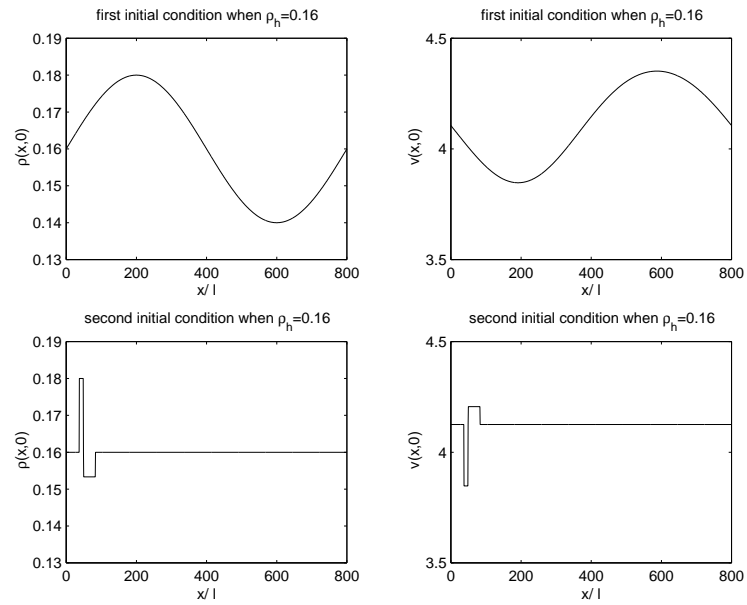 first initial condition when ρh=0.16
0.19
0.18
0.17
0.16
0.15
0.14
0.13
ρ(x,0)
0 200 400 600 800
x/ l
first initial condition when ρh=0.16
4.5
4
3.5
v(x,0)
0 200 400 600 800
x/ l
second initial condition when ρh=0.16
0.19
0.18
0.17
0.16
0.15
0.14
0.13
ρ(x,0)
0 200 400 600 800
x/ l
second initial condition when ρh=0.16
4.5
4
3.5
v(x,0)
0 200 400 600 800
x/ l